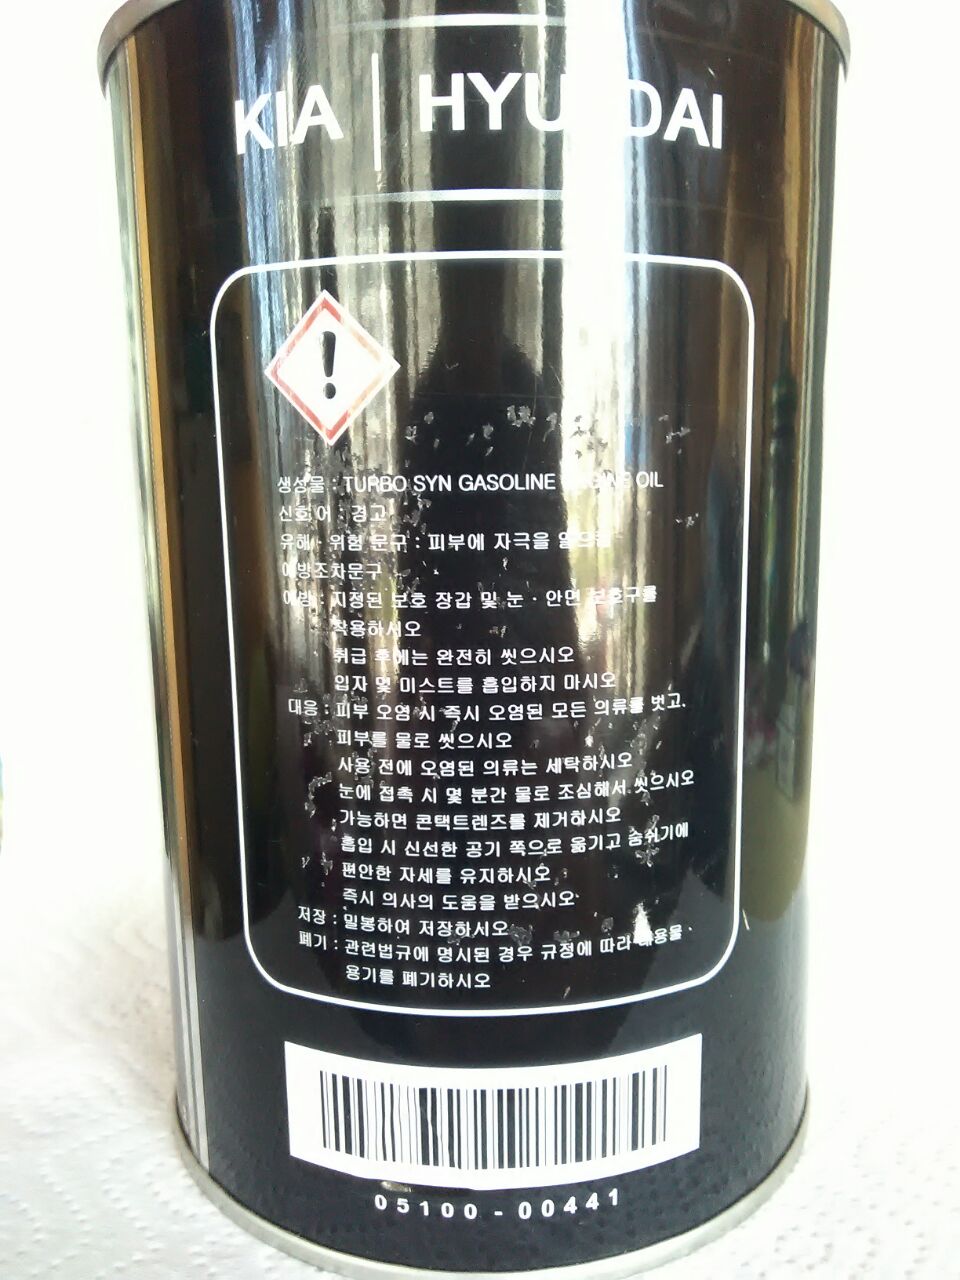 KIA | HYUNDAI
생성물 : TURBO SYN GASOLINE ENGINE OIL
신호어 : 경고
유해 · 위험 문구 : 피부에 자극을 일으킴
예방조차문구
예방 : 지정된 보호 장갑 및 눈 · 안면 보호구를
착용하시오
취급 후에는 완전히 씻으시오
입자 및 미스트를 흡입하지 마시오
대응 : 피부 오염 시 즉시 오염된 모든 의류를 벗고,
피부를 물로 씻으시오
사용 전에 오염된 의류는 세탁하시오
눈에 접촉 시 몇 분간 물로 조심해서 씻으시오
가능하면 콘택트렌즈를 제거하시오
흡입 시 신선한 공기 쪽으로 옮기고 숨쉬기에
편안한 자세를 유지하시오
즉시 의사의 도움을 받으시오
저장 : 밀봉하여 저장하시오
폐기 : 관련법규에 명시된 경우 규정에 따라 내용물 ·
용기를 폐기하시오
05100 - 00441